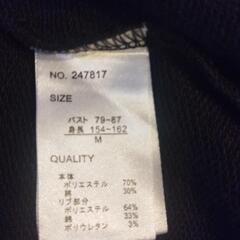 NO. 247817
SIZE
バスト 79-87
身長 154-162
M
QUALITY
本体
ポリエステル 70%
綿 30%
リブ部分
ポリエステル 64%
綿 33%
ポリウレタン 3%